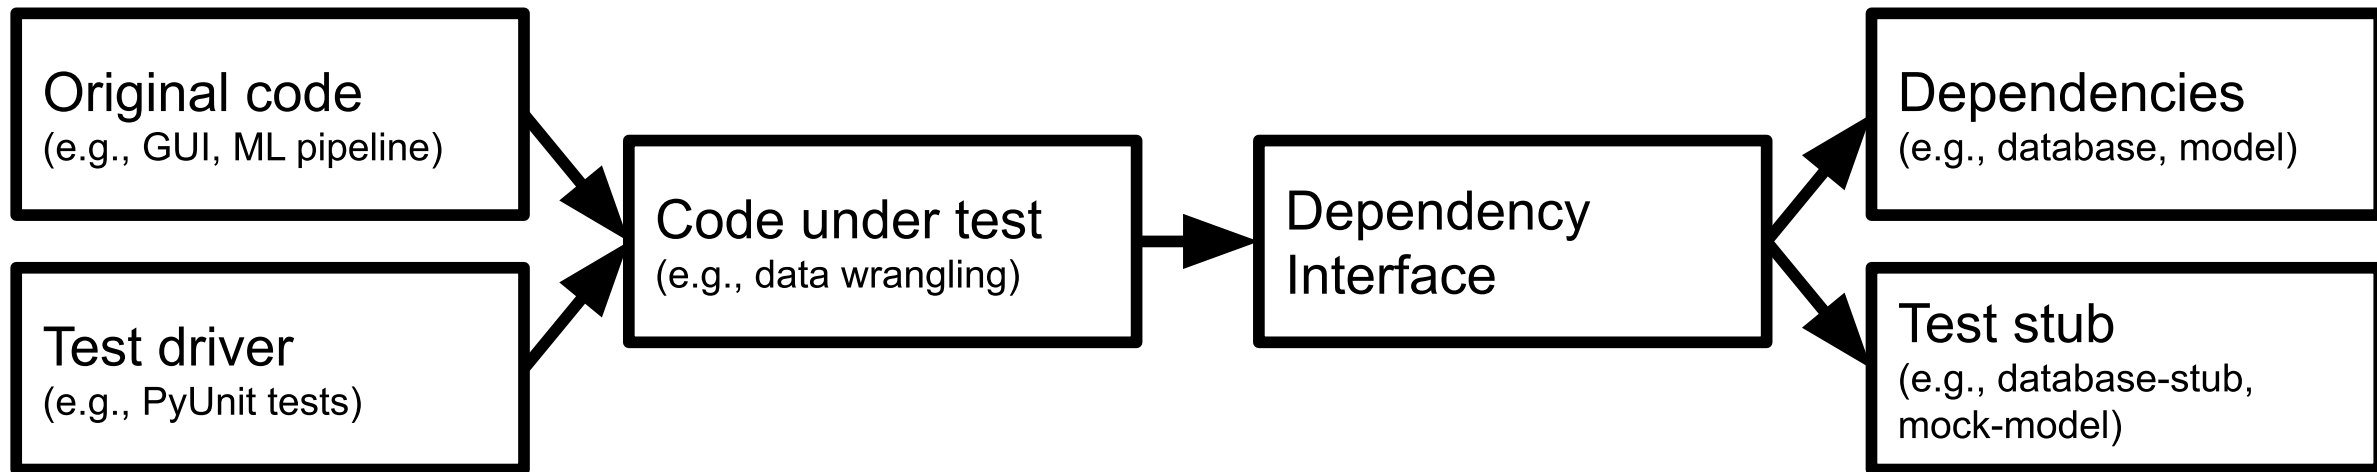 Original code
(e.g., GUI, ML pipeline)
Test driver
(e.g., PyUnit tests)
Code under test
(e.g., data wrangling)
Dependency
Interface
Dependencies
(e.g., database, model)
Test stub
(e.g., database-stub,
mock-model)